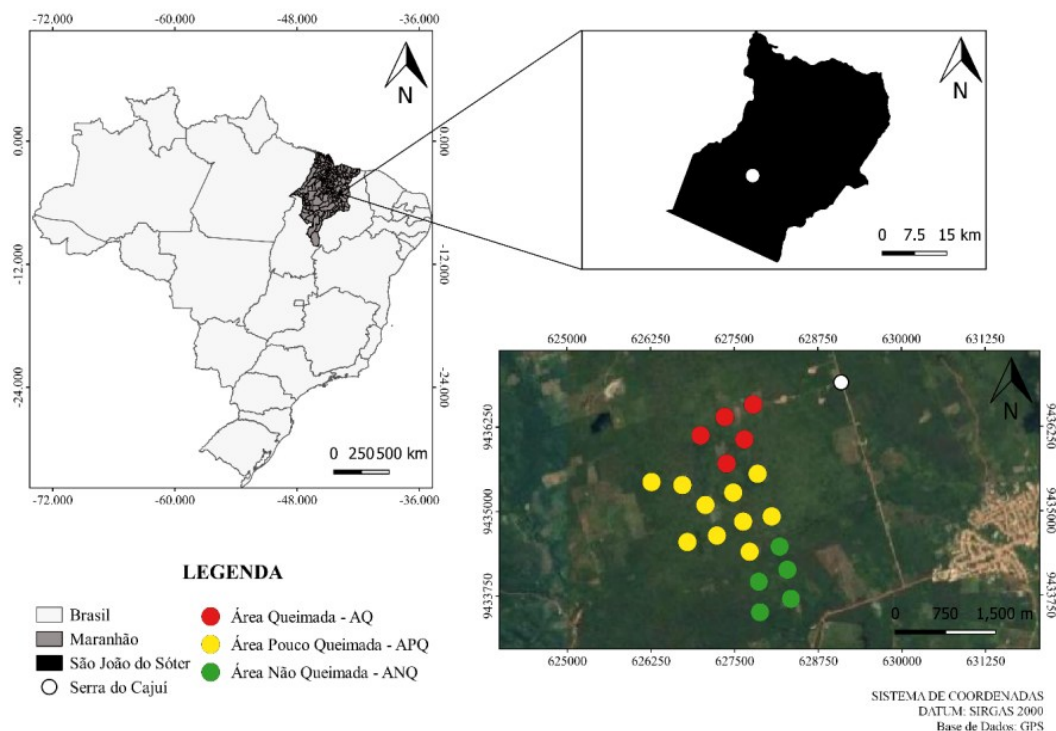 -72.000 -60.000 -48.000 -36.000
0.000 0.000
-12.000 -12.000
-24.000 -24.000
N
0 250 500 km
-72.000 -60.000 -48.000 -36.000
N
0 7.5 15 km
625000 626250 627500 628750 630000 631250
N
9436250 9436250
9435000 9435000
9433750 9433750
0 750 1,500 m
625000 626250 627500 628750 630000 631250
LEGENDA
Brasil
Maranhão
São João do Sóter
Serra do Cajuí
Área Queimada - AQ
Área Pouco Queimada - APQ
Área Não Queimada - ANQ
SISTEMA DE COORDENADAS
DATUM: SIRGAS 2000
Base de Dados: GPS